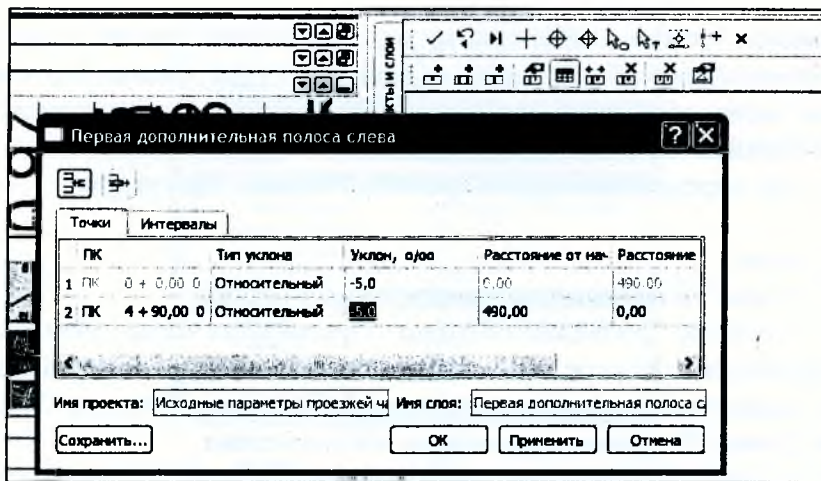 Первая дополнительная полоса слева
Точки Интервалы
ПК Тип уклона Уклон, о/оо Расстояние от нач Расстояние
1 ПК 0 + 0,00 0 Относительный -5,0 0,00 490,00
2 ПК 4 + 90,00 0 Относительный -5,0 490,00 0,00
Имя проекта: Исходные параметры проезжей ча Имя слоя: Первая дополнительная полоса сл
Сохранить... ОК Применить Отмена